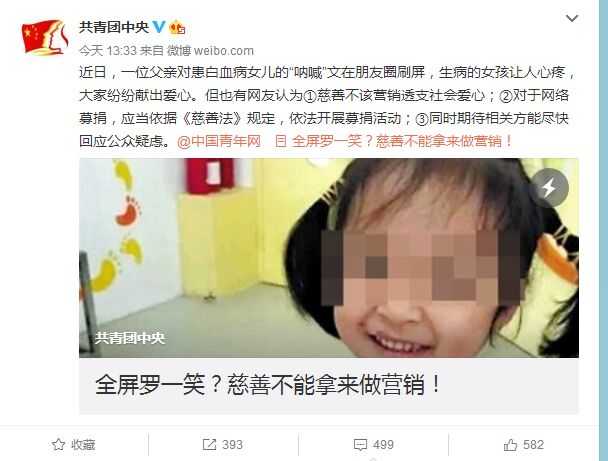 共青团中央
今天 13:33 来自 微博 weibo.com
近日，一位父亲对患白血病女儿的“呐喊”文在朋友圈刷屏，生病的女孩让人心疼，
大家纷纷献出爱心。但也有网友认为①慈善不该营销透支社会爱心；②对于网络
募捐，应当依据《慈善法》规定，依法开展募捐活动；③同时期待相关方能尽快
回应公众疑虑。@中国青年网 全屏罗一笑？慈善不能拿来做营销！
共青团中央
全屏罗一笑？慈善不能拿来做营销！
收藏 393 499 582